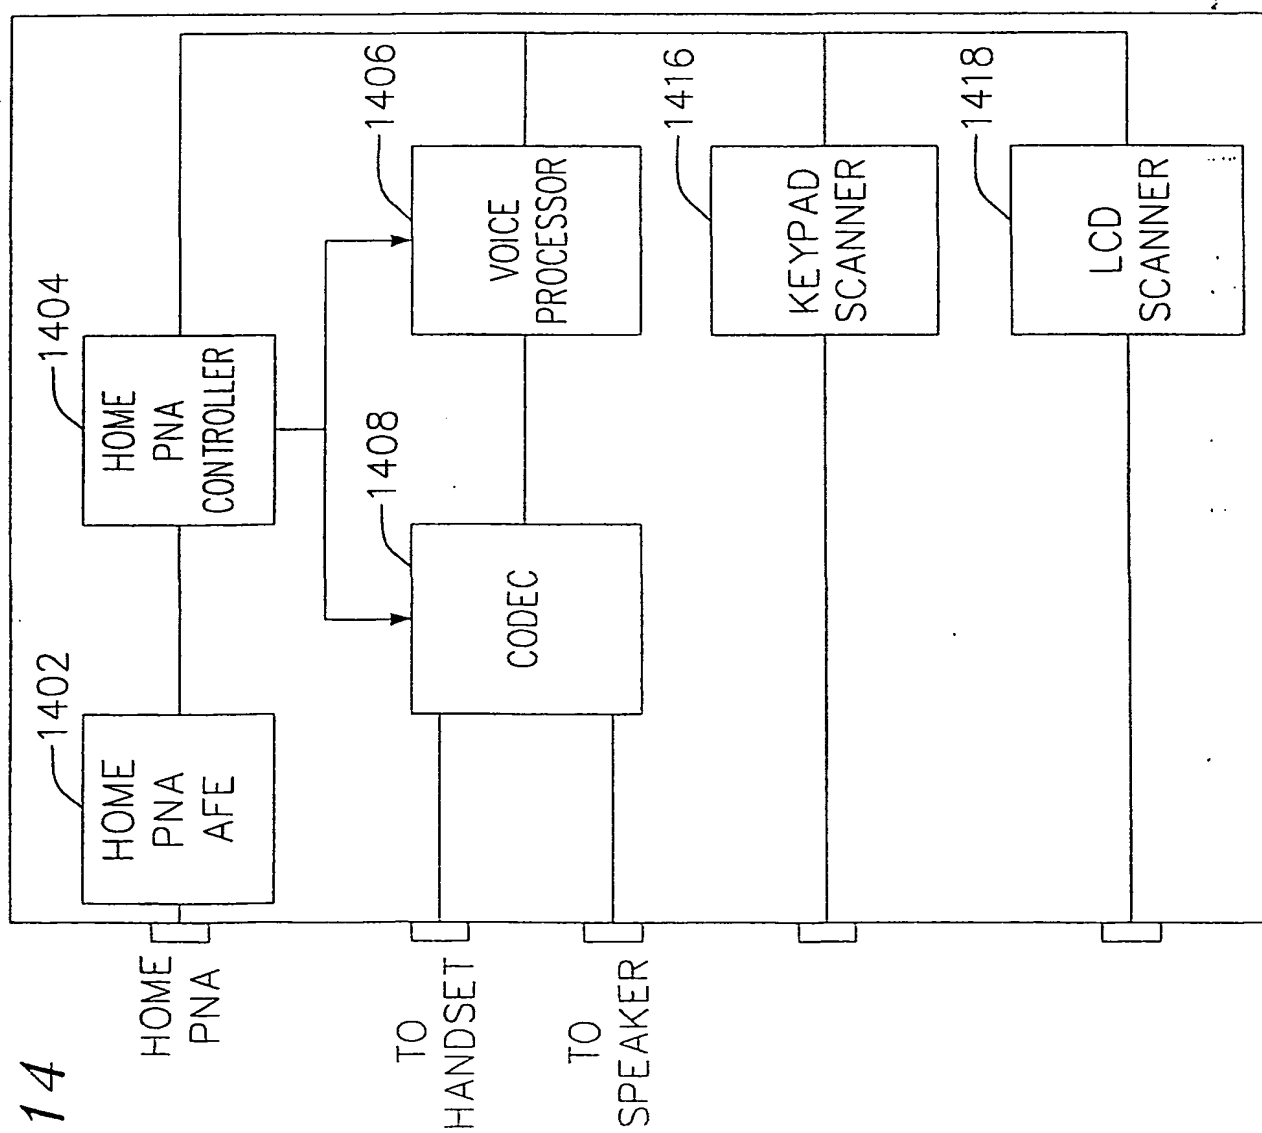 14
HOME
PNA
TO
HANDSET
TO
SPEAKER
1402
HOME
PNA
AFE
1404
HOME
PNA
CONTROLLER
1408
CODEC
1406
VOICE
PROCESSOR
1416
KEYPAD
SCANNER
1418
LCD
SCANNER